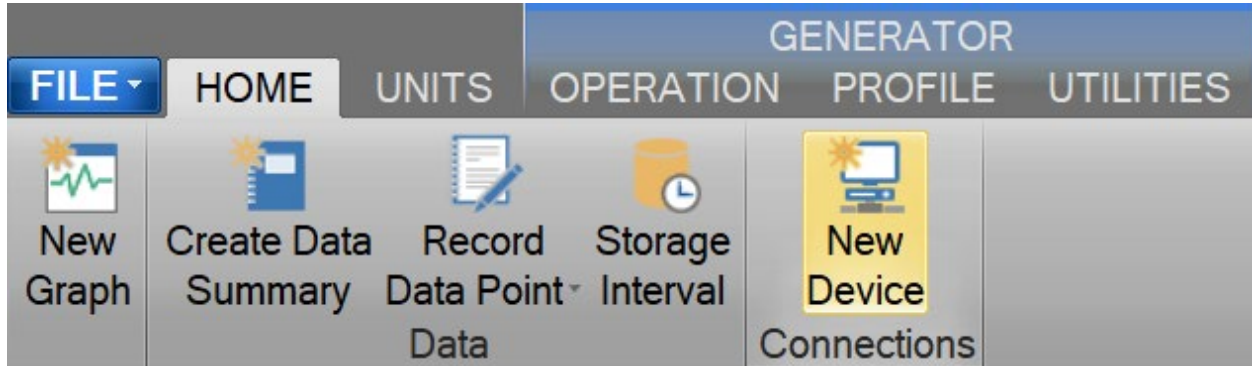 GENERATOR
FILE HOME UNITS OPERATION PROFILE UTILITIES
New Graph
Create Data Summary
Record Data Point
Storage Interval
New Device
Data
Connections